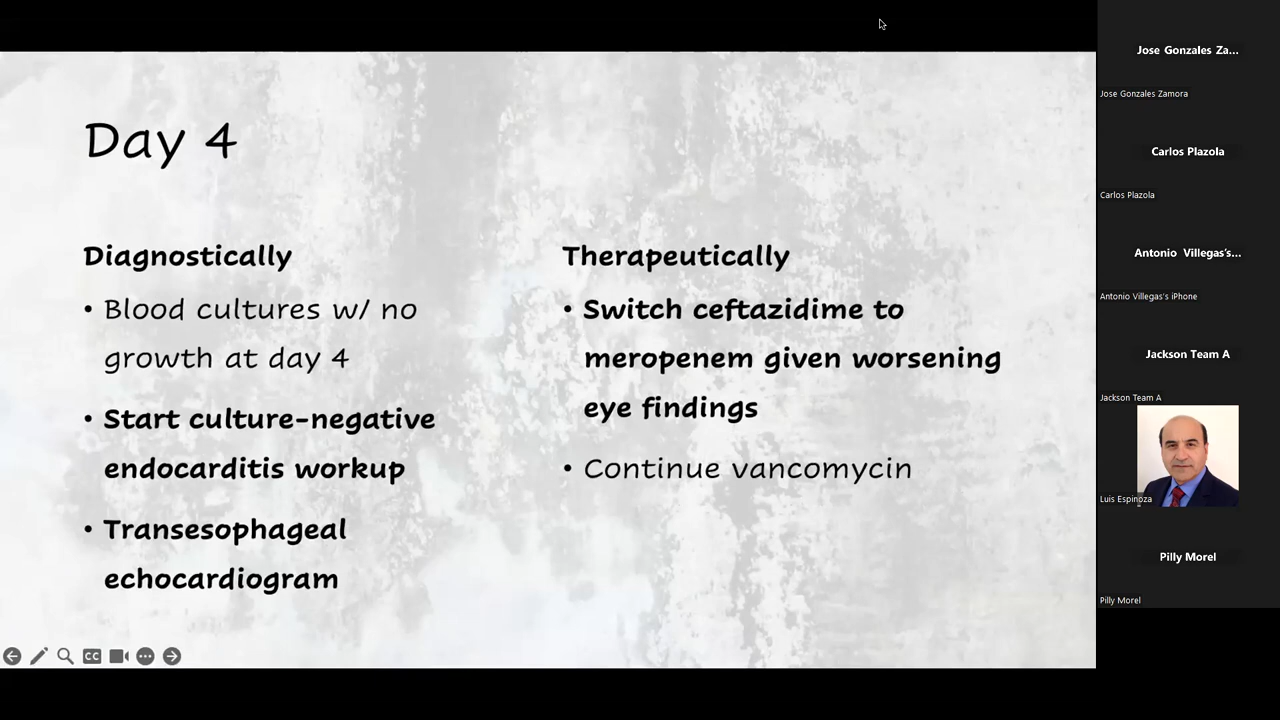 Day 4
Diagnostically
• Blood cultures w/ no
growth at day 4
• Start culture-negative
endocarditis workup
• Transesophageal
echocardiogram
Therapeutically
• Switch ceftazidime to
meropenem given worsening
eye findings
• Continue vancomycin
CC
Jose Gonzales Za...
Jose Gonzales Zamora
Carlos Plazola
Carlos Plazola
Antonio Villegas's...
Antonio Villegas's iPhone
Jackson Team A
Jackson Team A
Luis Espinoza
Pilly Morel
Pilly Morel